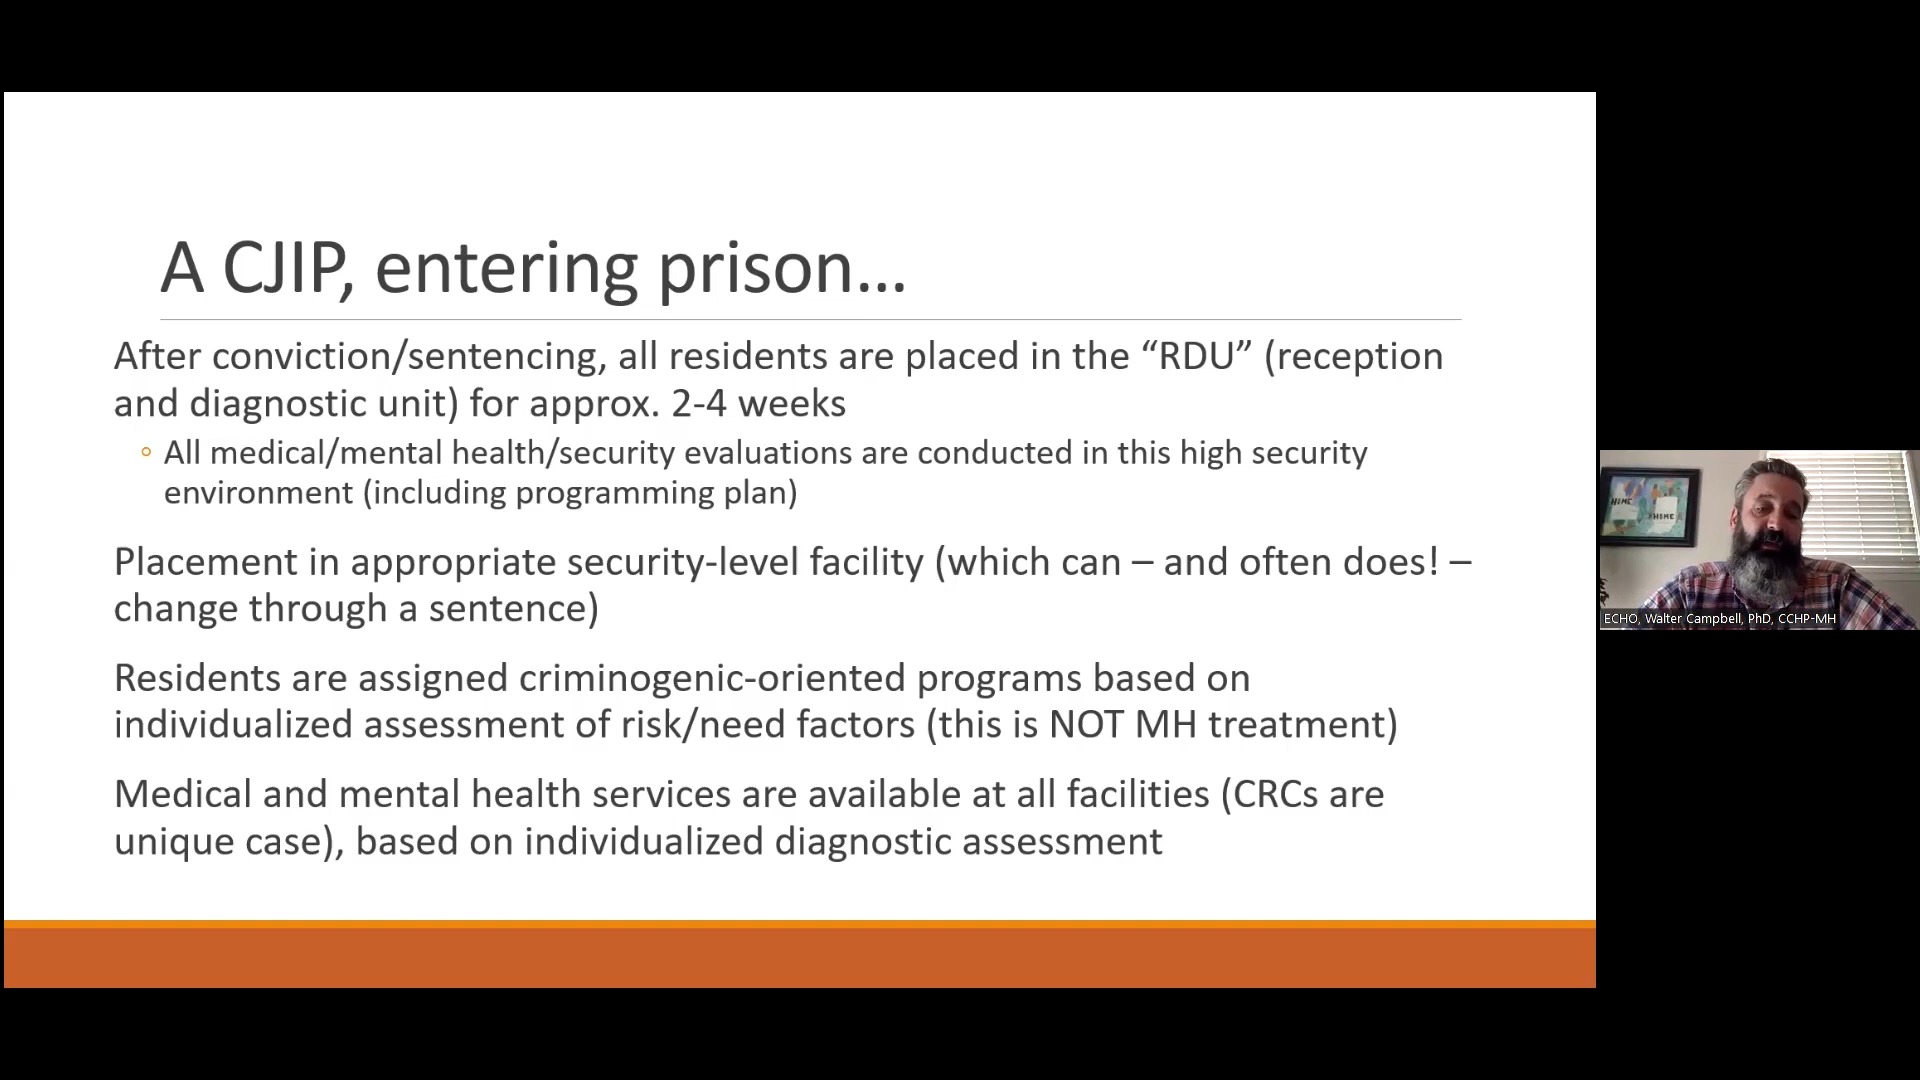 A CJIP, entering prison…
After conviction/sentencing, all residents are placed in the “RDU” (reception
and diagnostic unit) for approx. 2-4 weeks
◦ All medical/mental health/security evaluations are conducted in this high security
environment (including programming plan)
Placement in appropriate security-level facility (which can – and often does! –
change through a sentence)
Residents are assigned criminogenic-oriented programs based on
individualized assessment of risk/need factors (this is NOT MH treatment)
Medical and mental health services are available at all facilities (CRCs are
unique case), based on individualized diagnostic assessment
HOME
HOME
ECHO, Walter Campbell, PhD, CCHP-MH